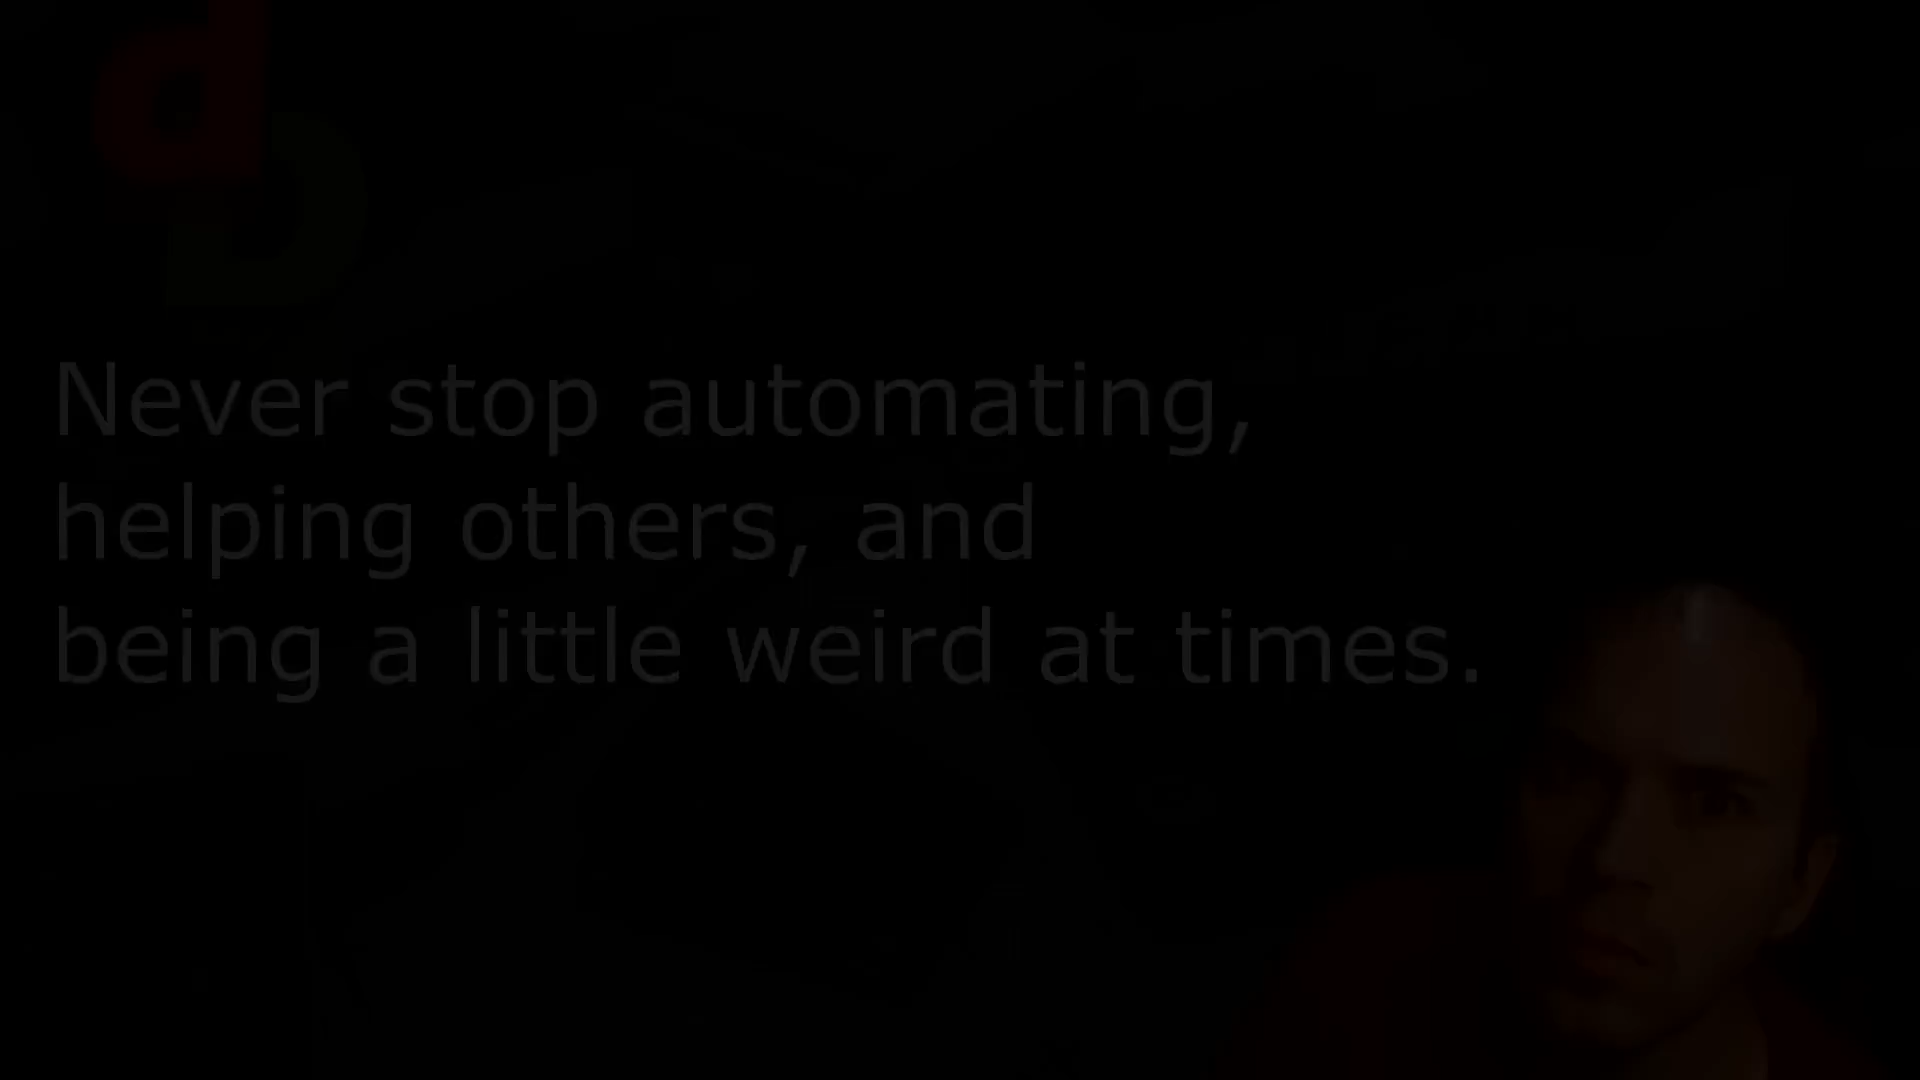 d
D
Never stop automating,
helping others, and
being a little weird at times.